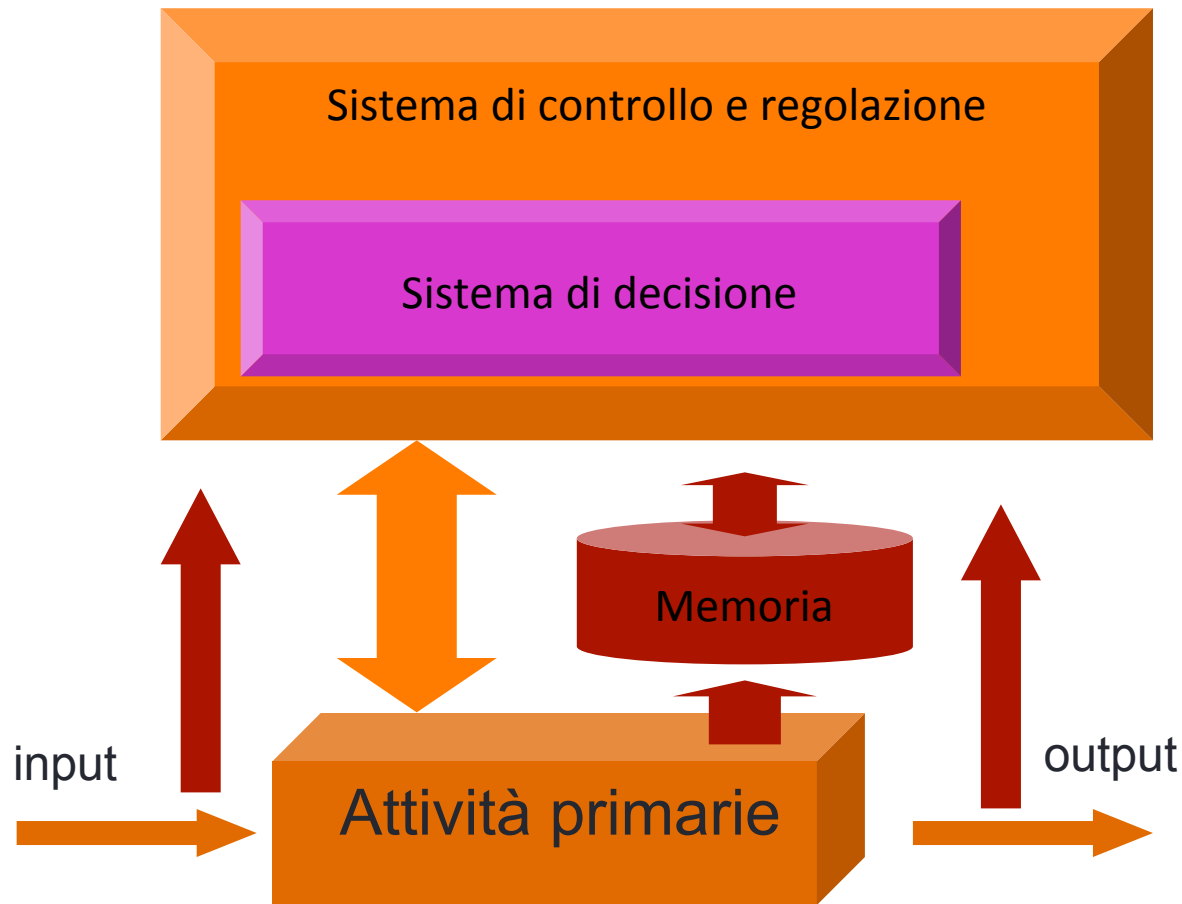 Sistema di controllo e regolazione
Sistema di decisione
Memoria
input
output
Attività primarie